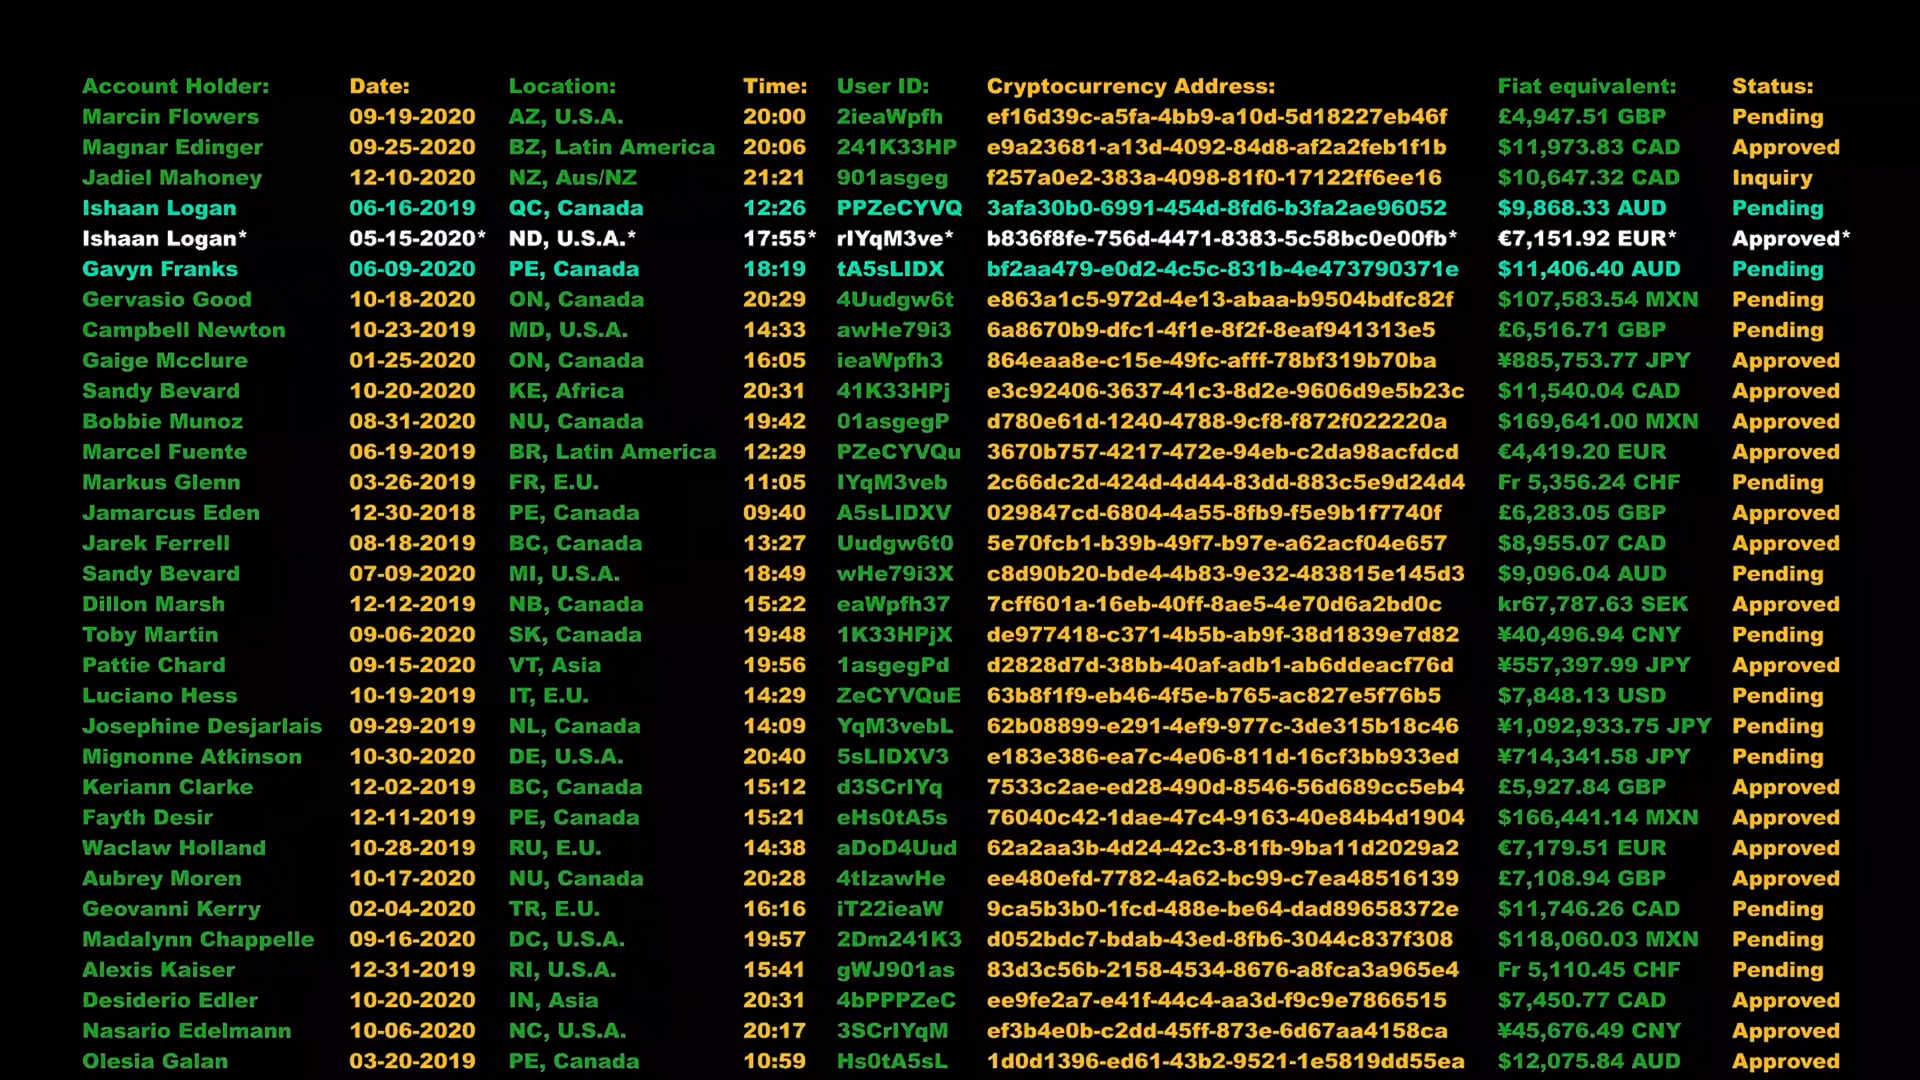 Account Holder: Date: Location: Time: User ID: Cryptocurrency Address: Fiat equivalent: Status:
Marcin Flowers 09-19-2020 AZ, U.S.A. 20:00 2ieaWpfh ef16d39c-a5fa-4bb9-a10d-5d18227eb46f £4,947.51 GBP Pending
Magnar Edinger 09-25-2020 BZ, Latin America 20:06 241K33HP e9a23681-a13d-4092-84d8-af2a2feb1f1b $11,973.83 CAD Approved
Jadiel Mahoney 12-10-2020 NZ, Aus/NZ 21:21 901asgeg f257a0e2-383a-4098-81f0-17122ff6ee16 $10,647.32 CAD Inquiry
Ishaan Logan 06-16-2019 QC, Canada 12:26 PPZeCYVQ 3afa30b0-6991-454d-8fd6-b3fa2ae96052 $9,868.33 AUD Pending
Ishaan Logan* 05-15-2020* ND, U.S.A.* 17:55* rIYqM3ve* b836f8fe-756d-4471-8383-5c58bc0e00fb* €7,151.92 EUR* Approved*
Gavyn Franks 06-09-2020 PE, Canada 18:19 tA5sLIDX bf2aa479-e0d2-4c5c-831b-4e473790371e $11,406.40 AUD Pending
Gervasio Good 10-18-2020 ON, Canada 20:29 4Uudgw6t e863a1c5-972d-4e13-abaa-b9504bdfc82f $107,583.54 MXN Pending
Campbell Newton 10-23-2019 MD, U.S.A. 14:33 awHe79i3 6a8670b9-dfc1-4f1e-8f2f-8eaf941313e5 £6,516.71 GBP Pending
Gaige Mcclure 01-25-2020 ON, Canada 16:05 ieaWpfh3 864eaa8e-c15e-49fc-afff-78bf319b70ba ¥885,753.77 JPY Approved
Sandy Bevard 10-20-2020 KE, Africa 20:31 41K33HPj e3c92406-3637-41c3-8d2e-9606d9e5b23c $11,540.04 CAD Approved
Bobbie Munoz 08-31-2020 NU, Canada 19:42 01asgegP d780e61d-1240-4788-9cf8-f872f022220a $169,641.00 MXN Approved
Marcel Fuente 06-19-2019 BR, Latin America 12:29 PZeCYVQu 3670b757-4217-472e-94eb-c2da98acfdcd €4,419.20 EUR Approved
Markus Glenn 03-26-2019 FR, E.U. 11:05 IYqM3veb 2c66dc2d-424d-4d44-83dd-883c5e9d24d4 Fr 5,356.24 CHF Pending
Jamarcus Eden 12-30-2018 PE, Canada 09:40 A5sLIDXV 029847cd-6804-4a55-8fb9-f5e9b1f7740f £6,283.05 GBP Approved
Jarek Ferrell 08-18-2019 BC, Canada 13:27 Uudgw6t0 5e70fcb1-b39b-49f7-b97e-a62acf04e657 $8,955.07 CAD Approved
Sandy Bevard 07-09-2020 MI, U.S.A. 18:49 wHe79i3X c8d90b20-bde4-4b83-9e32-483815e145d3 $9,096.04 AUD Pending
Dillon Marsh 12-12-2019 NB, Canada 15:22 eaWpfh37 7cff601a-16eb-40ff-8ae5-4e70d6a2bd0c kr67,787.63 SEK Approved
Toby Martin 09-06-2020 SK, Canada 19:48 1K33HPjX de977418-c371-4b5b-ab9f-38d1839e7d82 ¥40,496.94 CNY Pending
Pattie Chard 09-15-2020 VT, Asia 19:56 1asgegPd d2828d7d-38bb-40af-adb1-ab6ddeacf76d ¥557,397.99 JPY Approved
Luciano Hess 10-19-2019 IT, E.U. 14:29 ZeCYVQuE 63b8f1f9-eb46-4f5e-b765-ac827e5f76b5 $7,848.13 USD Pending
Josephine Desjarlais 09-29-2019 NL, Canada 14:09 YqM3vebL 62b08899-e291-4ef9-977c-3de315b18c46 ¥1,092,933.75 JPY Pending
Mignonne Atkinson 10-30-2020 DE, U.S.A. 20:40 5sLIDXV3 e183e386-ea7c-4e06-811d-16cf3bb933ed ¥714,341.58 JPY Pending
Keriann Clarke 12-02-2019 BC, Canada 15:12 d3SCrIYq 7533c2ae-ed28-490d-8546-56d689cc5eb4 £5,927.84 GBP Approved
Fayth Desir 12-11-2019 PE, Canada 15:21 eHs0tA5s 76040c42-1dae-47c4-9163-40e84b4d1904 $166,441.14 MXN Approved
Waclaw Holland 10-28-2019 RU, E.U. 14:38 aDoD4Uud 62a2aa3b-4d24-42c3-81fb-9ba11d2029a2 €7,179.51 EUR Approved
Aubrey Moren 10-17-2020 NU, Canada 20:28 4tIzawHe ee480efd-7782-4a62-bc99-c7ea48516139 £7,108.94 GBP Approved
Geovanni Kerry 02-04-2020 TR, E.U. 16:16 iT22ieaW 9ca5b3b0-1fcd-488e-be64-dad89658372e $11,746.26 CAD Pending
Madalynn Chappelle 09-16-2020 DC, U.S.A. 19:57 2Dm241K3 d052bdc7-bdab-43ed-8fb6-3044c837f308 $118,060.03 MXN Pending
Alexis Kaiser 12-31-2019 RI, U.S.A. 15:41 gWJ901as 83d3c56b-2158-4534-8676-a8fca3a965e4 Fr 5,110.45 CHF Pending
Desiderio Edler 10-20-2020 IN, Asia 20:31 4bPPPZeC ee9fe2a7-e41f-44c4-aa3d-f9c9e7866515 $7,450.77 CAD Approved
Nasario Edelmann 10-06-2020 NC, U.S.A. 20:17 3SCrIYqM ef3b4e0b-c2dd-45ff-873e-6d67aa4158ca ¥45,676.49 CNY Approved
Olesia Galan 03-20-2019 PE, Canada 10:59 Hs0tA5sL 1d0d1396-ed61-43b2-9521-1e5819dd55ea $12,075.84 AUD Approved